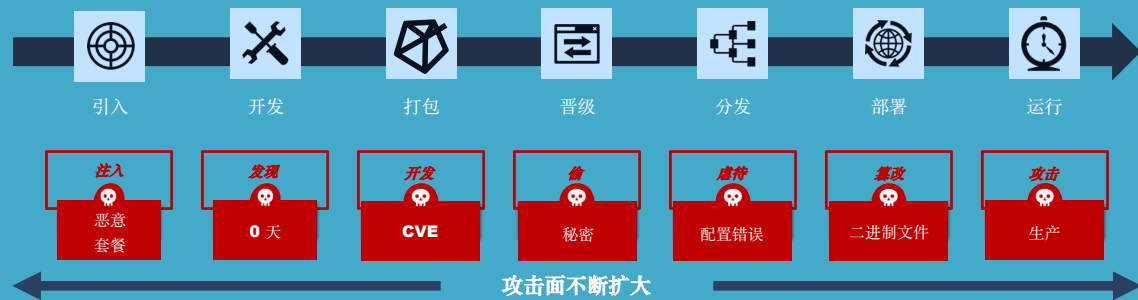 引入
开发
打包
晋级
分发
部署
运行
注入
发现
开发
偷
虐待
篡改
攻击
恶意
套餐
0 天
CVE
秘密
配置错误
二进制文件
生产
攻击面不断扩大